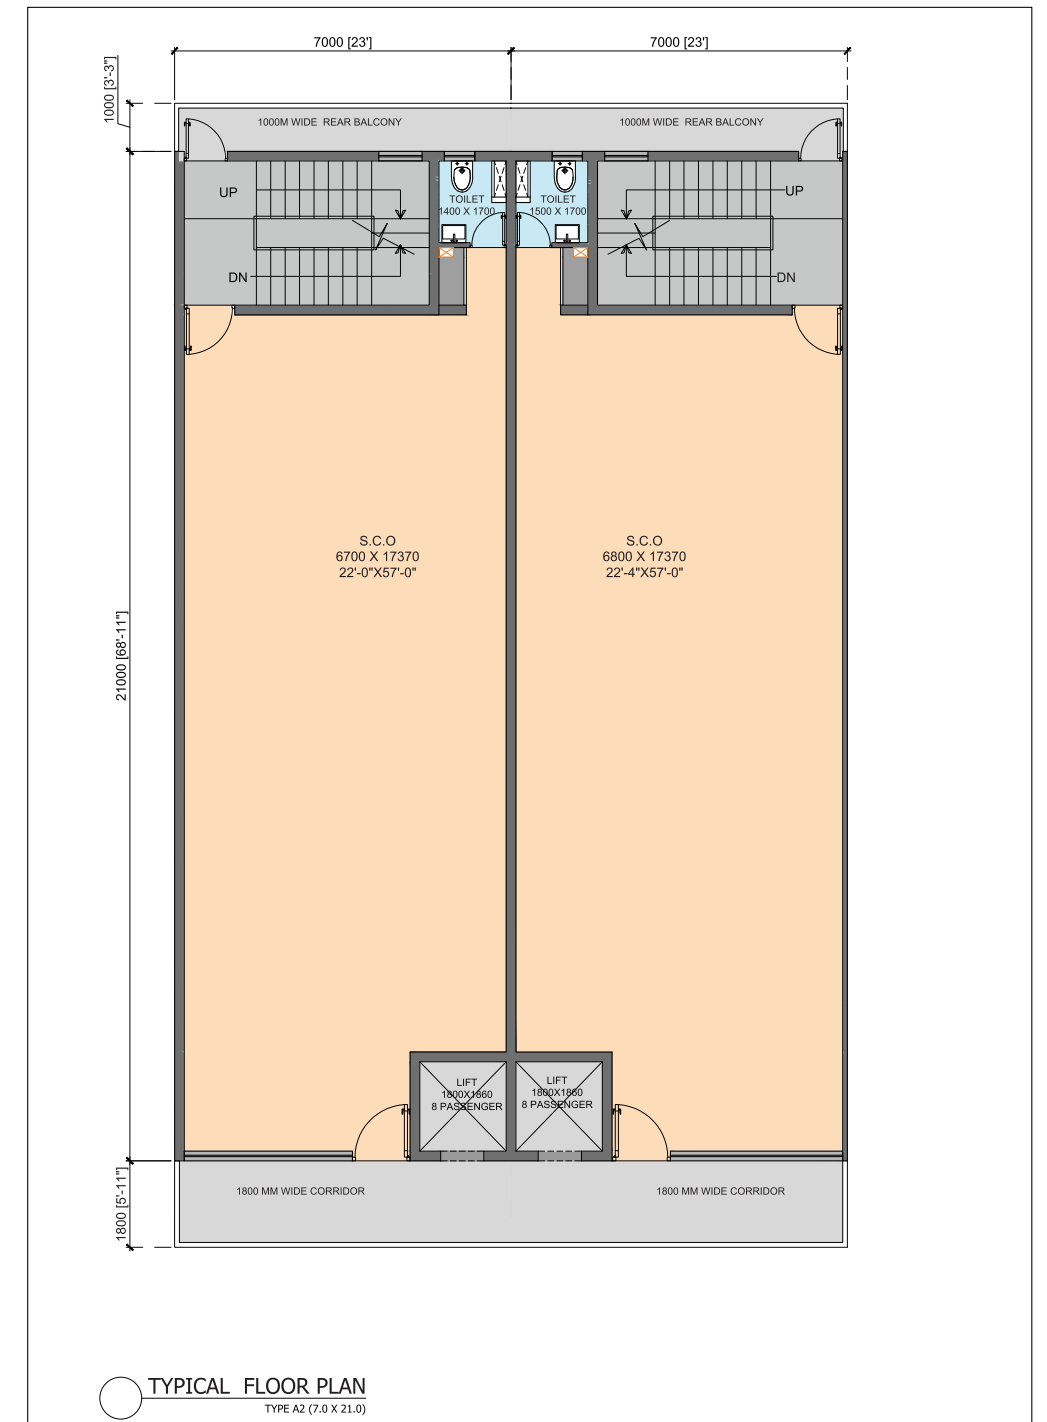 7000 [23']
7000 [23']
1000 [3'-3"]
1000M WIDE  REAR BALCONY
1000M WIDE  REAR BALCONY
UP
TOILET
1400 X 1700
TOILET
1500 X 1700
UP
DN
DN
S.C.O
6700 X 17370
22'-0"X57'-0"
S.C.O
6800 X 17370
22'-4"X57'-0"
21000 [68'-11"]
LIFT
1800X1860
8 PASSENGER
LIFT
1800X1860
8 PASSENGER
1800 [5'-11"]
1800 MM WIDE CORRIDOR
1800 MM WIDE CORRIDOR
TYPICAL  FLOOR PLAN
TYPE A2 (7.0 X 21.0)